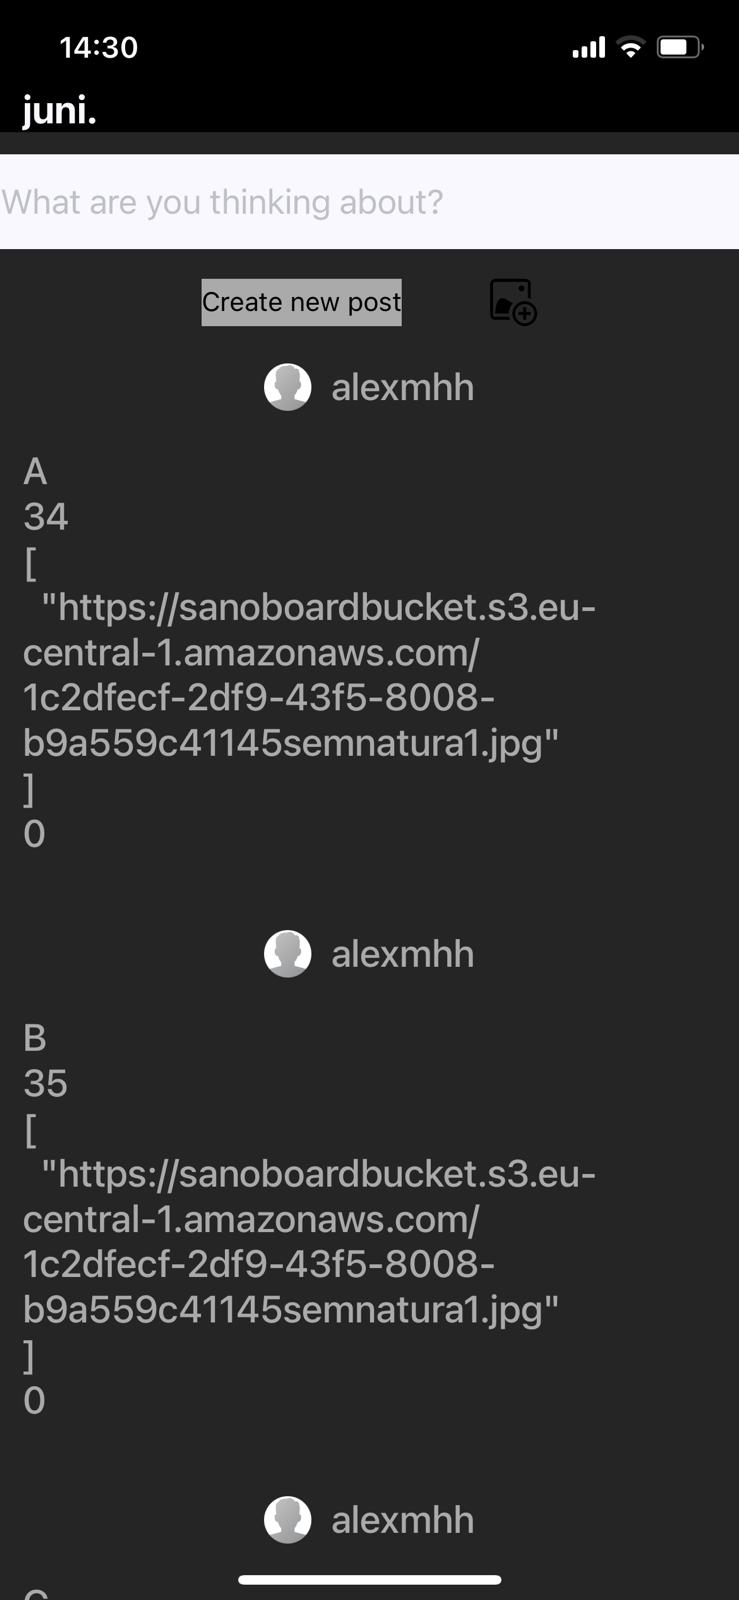 14:30
juni.
What are you thinking about?
Create new post
alexmhh
A
34
[
"https://sanoboardbucket.s3.eu-
central-1.amazonaws.com/
1c2dfecf-2df9-43f5-8008-
b9a559c41145semnatura1.jpg"
]
0
alexmhh
B
35
[
"https://sanoboardbucket.s3.eu-
central-1.amazonaws.com/
1c2dfecf-2df9-43f5-8008-
b9a559c41145semnatura1.jpg"
]
0
alexmhh